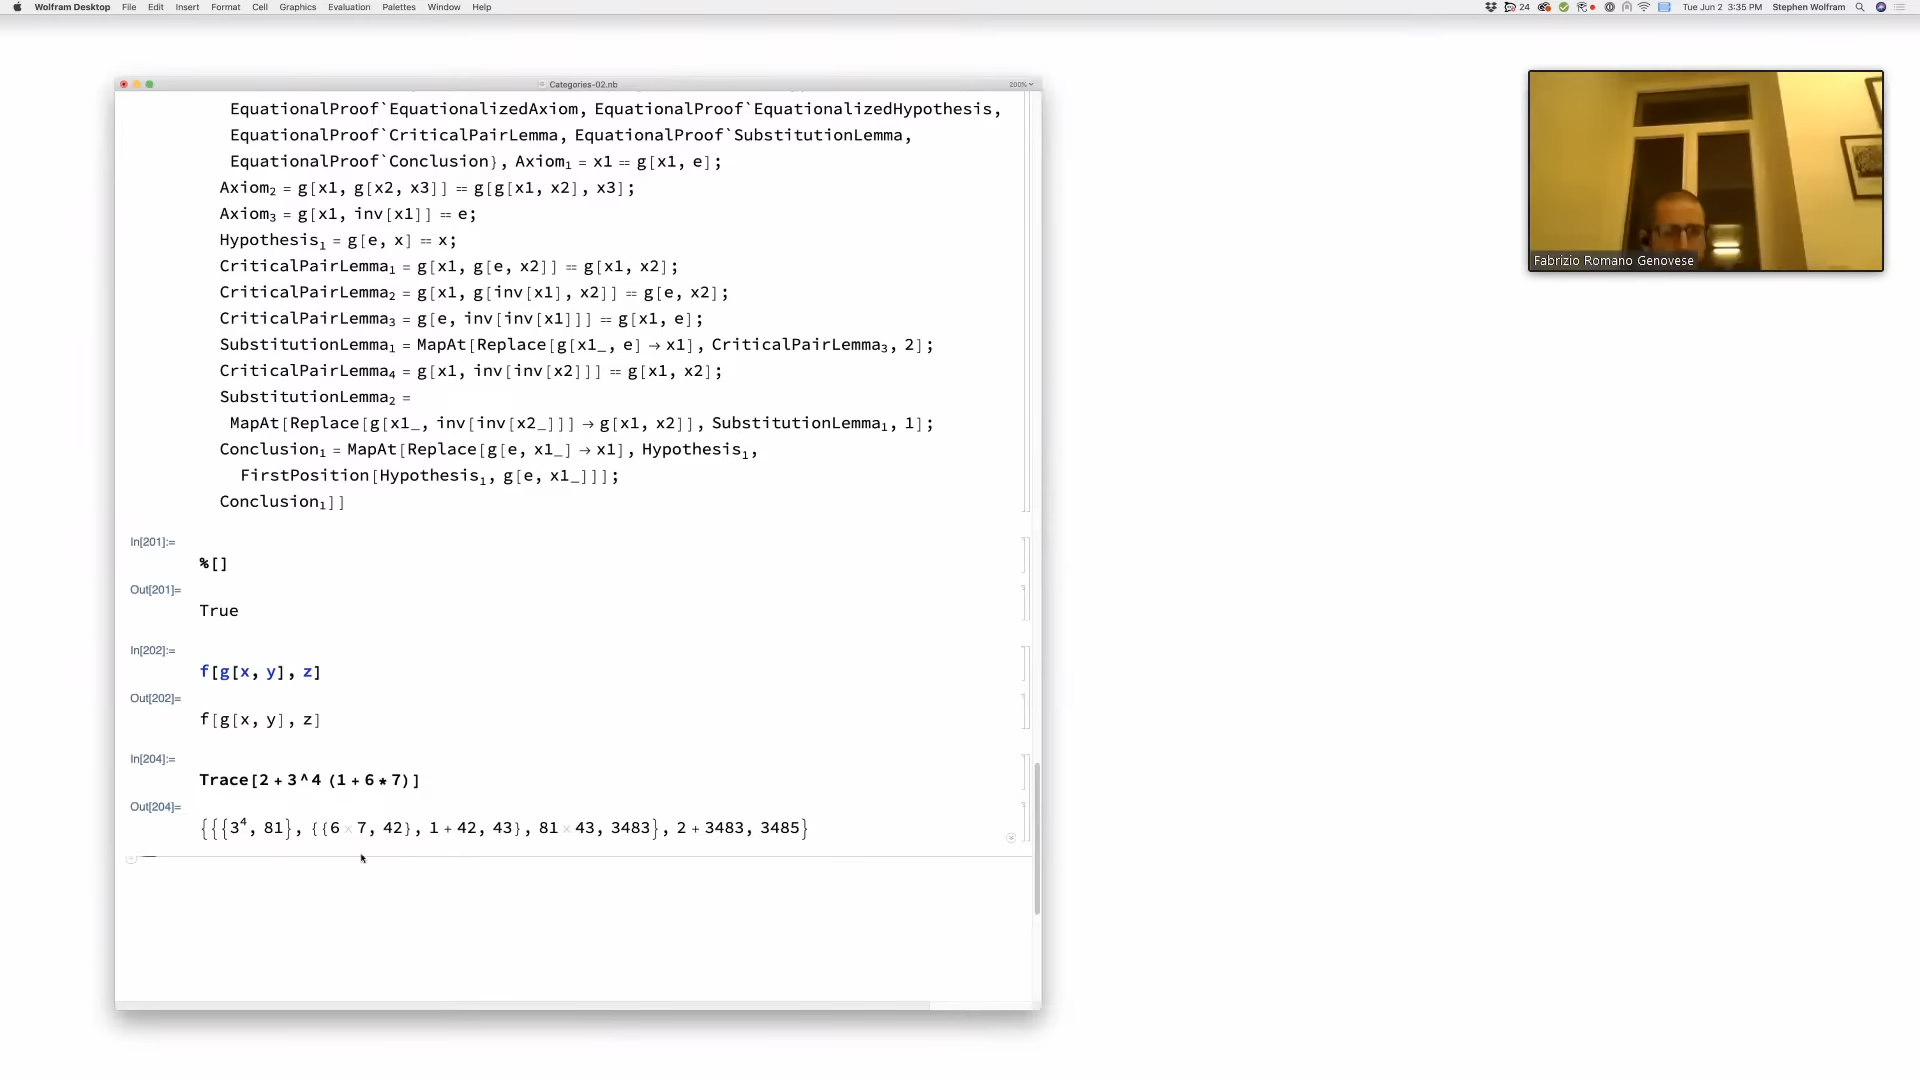 Wolfram Desktop File Edit Insert Format Cell Graphics Evaluation Palettes Window Help 24 Tue Jun 2 3:35 PM Stephen Wolfram
Categories-02.nb 200%
EquationalProof`EquationalizedAxiom, EquationalProof`EquationalizedHypothesis,
EquationalProof`CriticalPairLemma, EquationalProof`SubstitutionLemma,
EquationalProof`Conclusion}, Axiom₁ = x1 == g[x1, e];
Axiom₂ = g[x1, g[x2, x3]] == g[g[x1, x2], x3];
Axiom₃ = g[x1, inv[x1]] == e;
Hypothesis₁ = g[e, x] == x;
CriticalPairLemma₁ = g[x1, g[e, x2]] == g[x1, x2];
CriticalPairLemma₂ = g[x1, g[inv[x1], x2]] == g[e, x2];
CriticalPairLemma₃ = g[e, inv[inv[x1]]] == g[x1, e];
SubstitutionLemma₁ = MapAt[Replace[g[x1_, e] → x1], CriticalPairLemma₃, 2];
CriticalPairLemma₄ = g[x1, inv[inv[x2]]] == g[x1, x2];
SubstitutionLemma₂ =
MapAt[Replace[g[x1_, inv[inv[x2_]]] → g[x1, x2]], SubstitutionLemma₁, 1];
Conclusion₁ = MapAt[Replace[g[e, x1_] → x1], Hypothesis₁,
FirstPosition[Hypothesis₁, g[e, x1_]]];
Conclusion₁]]
In[201]:=
%[]
Out[201]=
True
In[202]:=
f[g[x, y], z]
Out[202]=
f[g[x, y], z]
In[204]:=
Trace[2 + 3^4 (1 + 6 * 7)]
Out[204]=
{{{3⁴, 81}, {{6 × 7, 42}, 1 + 42, 43}, 81 × 43, 3483}, 2 + 3483, 3485}
Fabrizio Romano Genovese